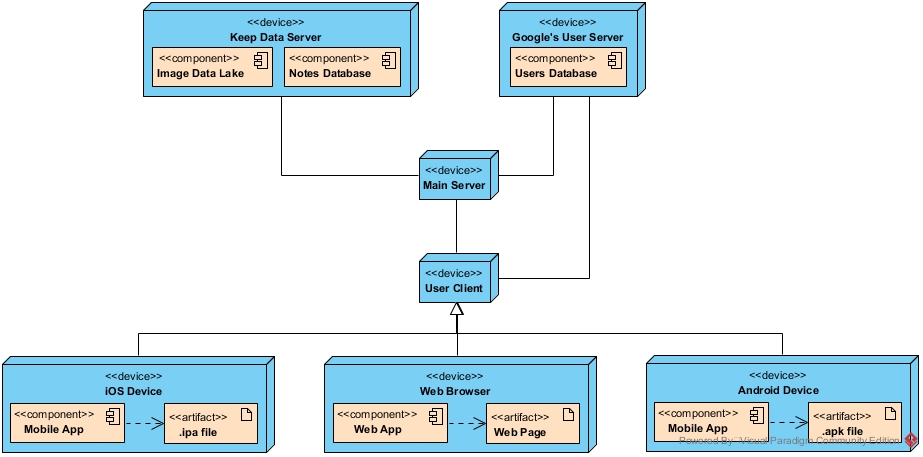 <<device>>
Keep Data Server
<<component>>
Image Data Lake
<<component>>
Notes Database
<<device>>
Google's User Server
<<component>>
Users Database
<<device>>
Main Server
<<device>>
User Client
<<device>>
iOS Device
<<component>>
Mobile App
<<artifact>>
.ipa file
<<device>>
Web Browser
<<component>>
Web App
<<artifact>>
Web Page
<<device>>
Android Device
<<component>>
Mobile App
<<artifact>>
.apk file
Powered By Visual Paradigm Community Edition